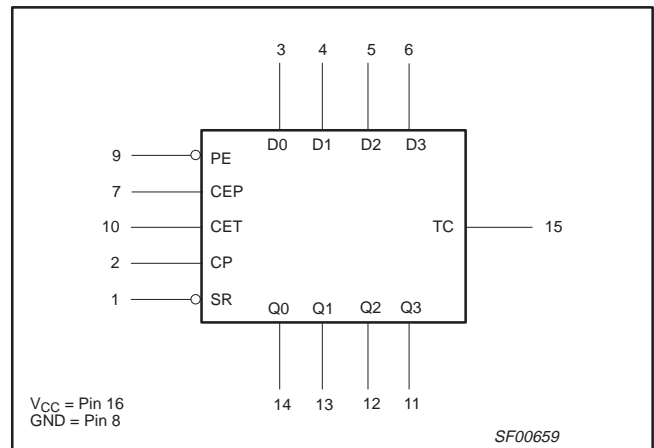 3 4 5 6
D0 D1 D2 D3
9 PE
7 CEP
10 CET TC 15
2 CP
1 SR
Q0 Q1 Q2 Q3
14 13 12 11
VCC = Pin 16
GND = Pin 8
SF00659